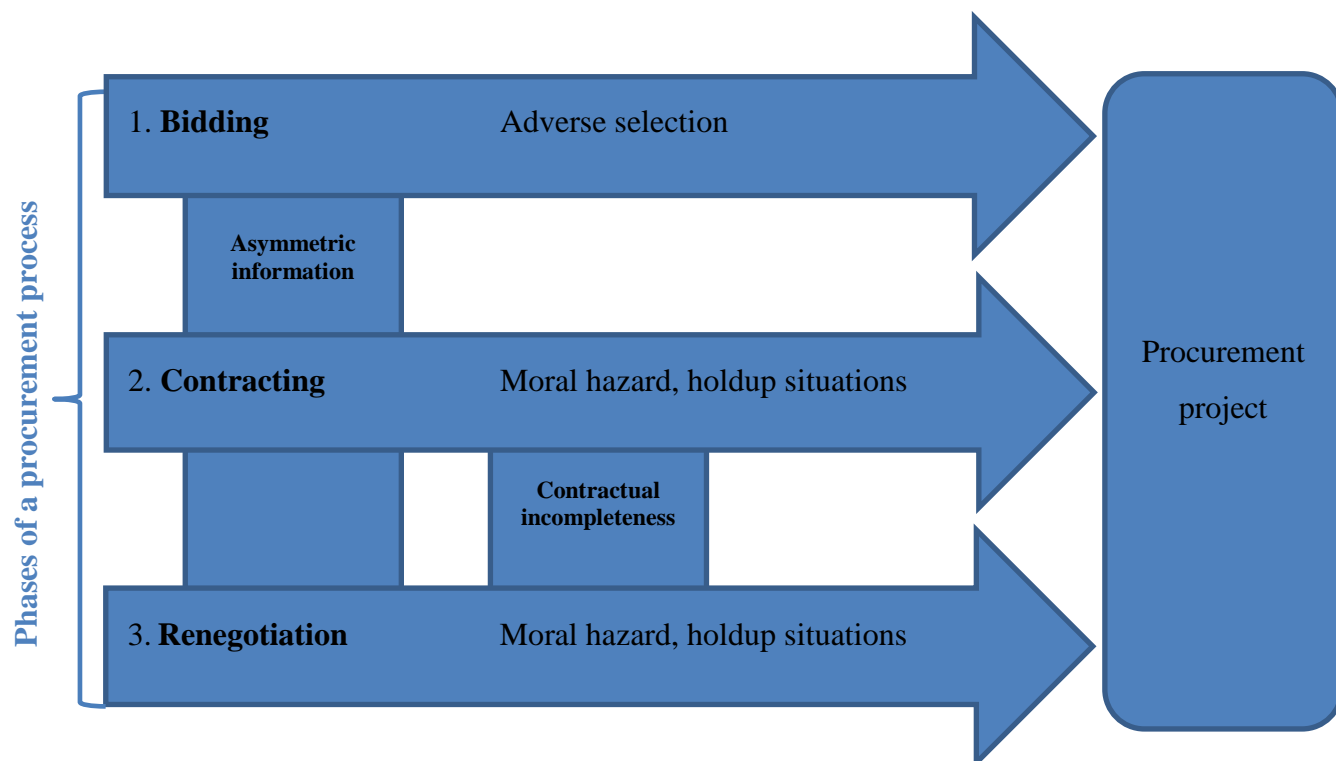 Phases of a procurement process
1. Bidding Adverse selection
Asymmetric
information
2. Contracting Moral hazard, holdup situations
Contractual
incompleteness
3. Renegotiation Moral hazard, holdup situations
Procurement
project